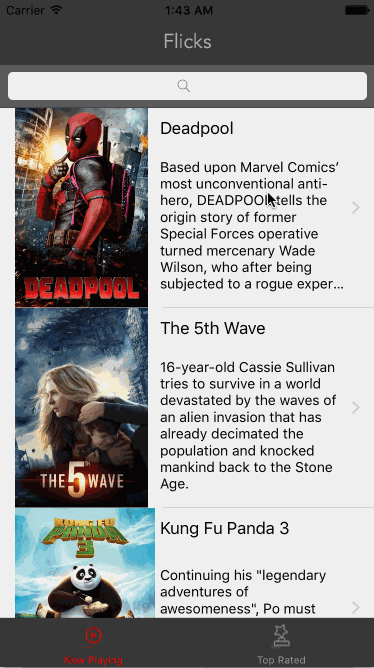 Carrier 1:43 AM
Flicks
DEADPOOL
Deadpool
Based upon Marvel Comics’
most unconventional anti-
hero, DEADPOOL tells the
origin story of former
Special Forces operative
turned mercenary Wade
Wilson, who after being
subjected to a rogue exper...
THE 5TH WAVE
The 5th Wave
16-year-old Cassie Sullivan
tries to survive in a world
devastated by the waves of
an alien invasion that has
already decimated the
population and knocked
mankind back to the Stone
Age.
KUNG FU
PANDA
3
Kung Fu Panda 3
Continuing his "legendary
adventures of
awesomeness", Po must
Now Playing Top Rated